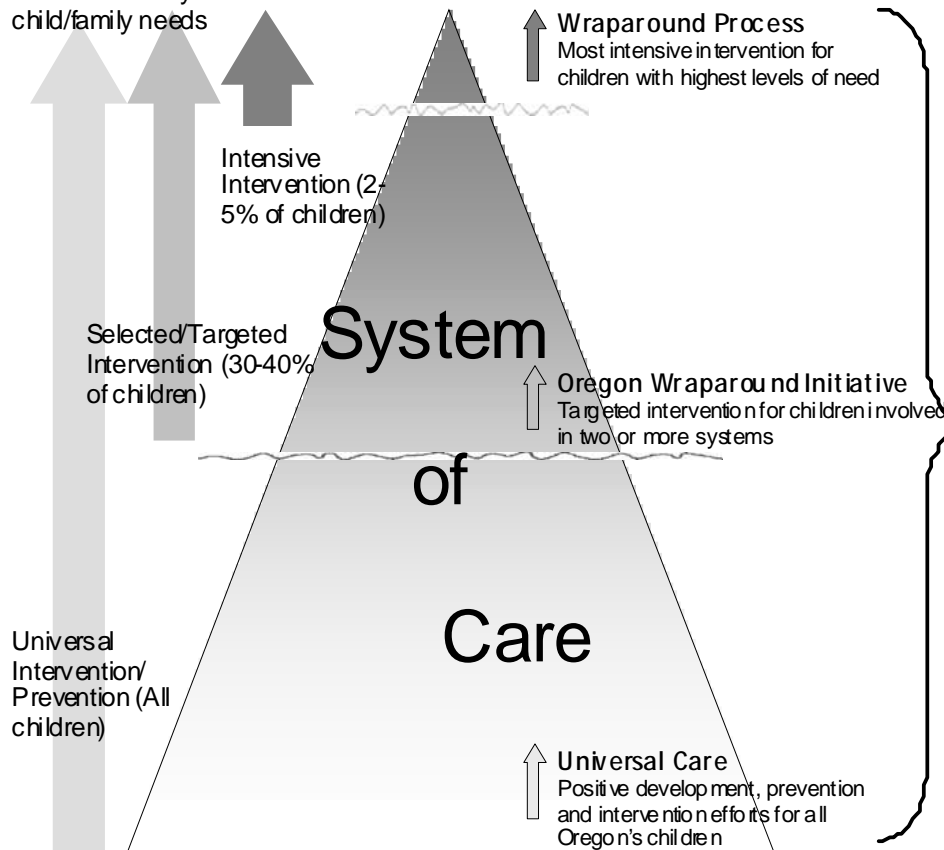 child/family needs
Wraparound Process
Most intensive intervention for
children with highest levels of need
Intensive
Intervention (2-
5% of children)
System
Selected/Targeted
Intervention (30-40%
of children)
Oregon Wraparound Initiative
Targeted intervention for children involved
in two or more systems
of
Care
Universal
Intervention/
Prevention (All
children)
Universal Care
Positive development, prevention
and intervention efforts for all
Oregon's children